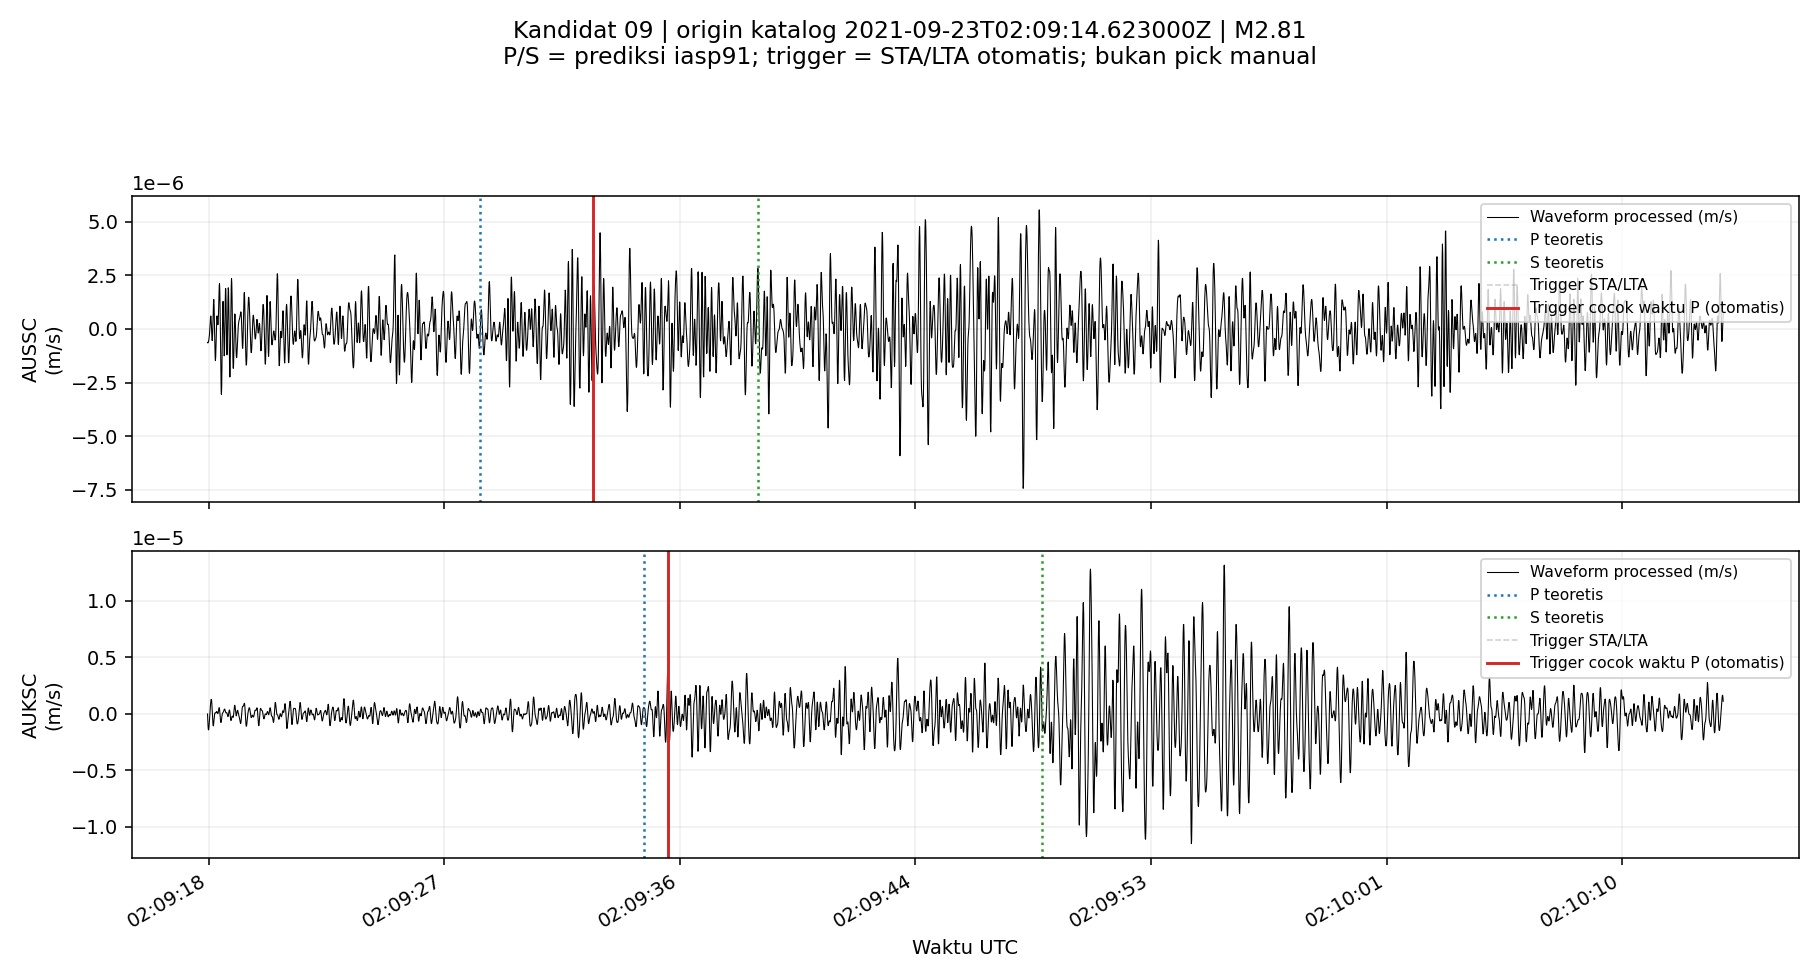 Kandidat 09 | origin katalog 2021-09-23T02:09:14.623000Z | M2.81
P/S = prediksi iasp91; trigger = STA/LTA otomatis; bukan pick manual
1e−6
5.0
2.5
0.0
−2.5
−5.0
−7.5
AUSSC
(m/s)
Waveform processed (m/s)
P teoretis
S teoretis
Trigger STA/LTA
Trigger cocok waktu P (otomatis)
1e−5
1.0
0.5
0.0
−0.5
−1.0
AUKSC
(m/s)
Waveform processed (m/s)
P teoretis
S teoretis
Trigger STA/LTA
Trigger cocok waktu P (otomatis)
02:09:18
02:09:27
02:09:36
02:09:44
02:09:53
02:10:01
02:10:10
Waktu UTC